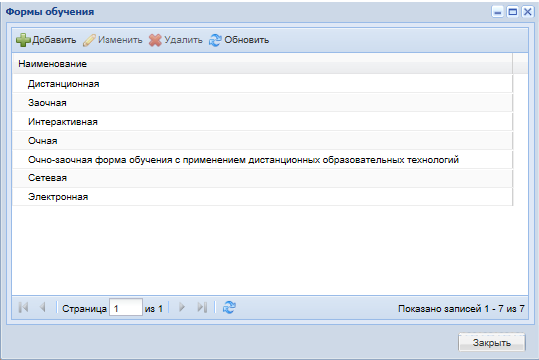 Формы обучения
Добавить Изменить Удалить Обновить
Наименование
Дистанционная
Заочная
Интерактивная
Очная
Очно-заочная форма обучения с применением дистанционных образовательных технологий
Сетевая
Электронная
Страница 1 из 1 Показано записей 1 - 7 из 7
Закрыть